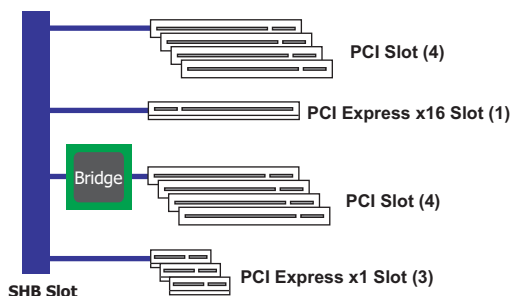 PCI Slot (4)
PCI Express x16 Slot (1)
Bridge
PCI Slot (4)
PCI Express x1 Slot (3)
SHB Slot